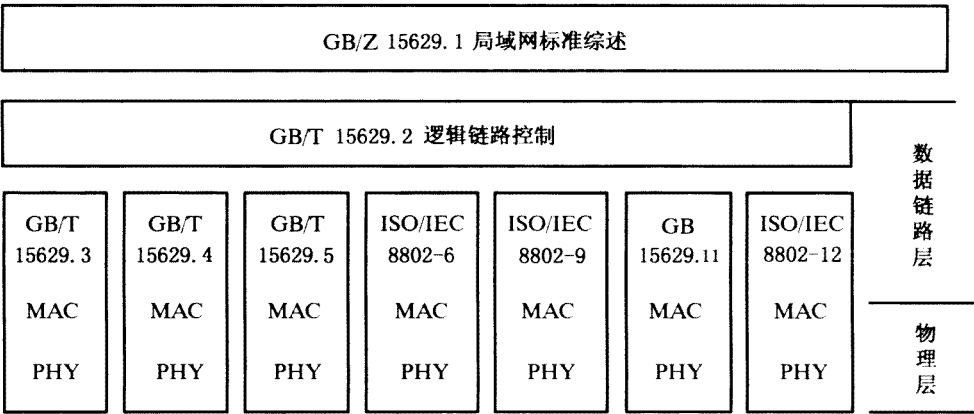 GB/Z 15629.1 局域网标准综述
GB/T 15629.2 逻辑链路控制
数据链路层
GB/T
15629.3
MAC
PHY
GB/T
15629.4
MAC
PHY
GB/T
15629.5
MAC
PHY
ISO/IEC
8802-6
MAC
PHY
ISO/IEC
8802-9
MAC
PHY
GB
15629.11
MAC
PHY
ISO/IEC
8802-12
MAC
PHY
物理层